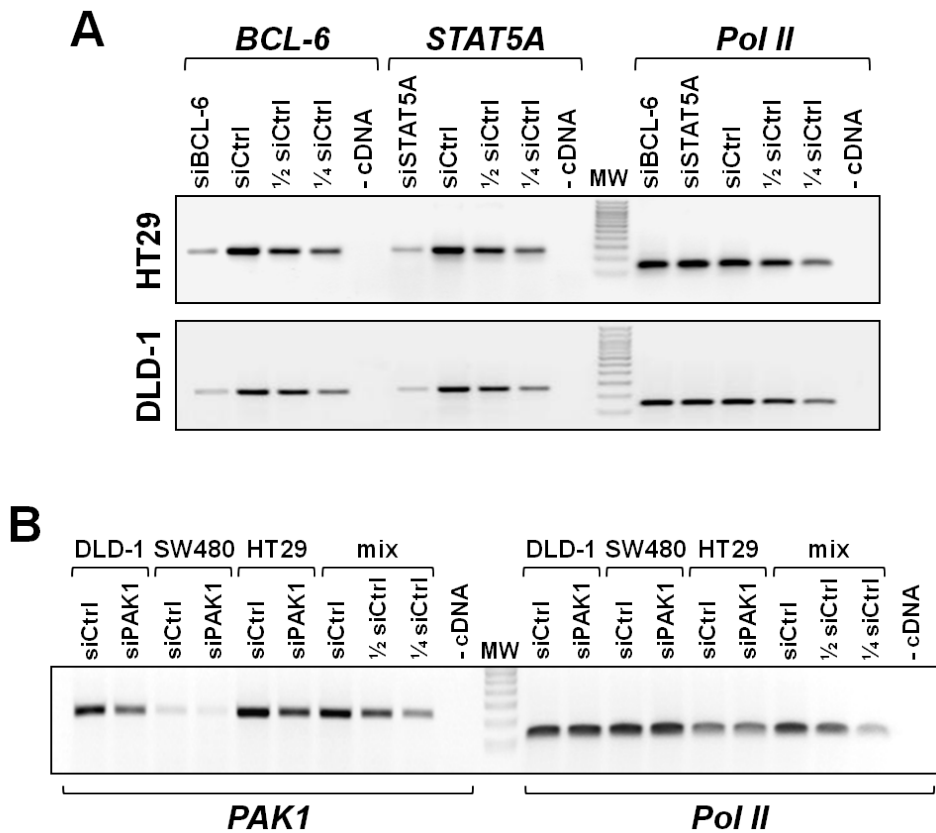 A
BCL-6 STAT5A Pol II
siBCL-6 siCtrl ½ siCtrl ¼ siCtrl - cDNA siSTAT5A siCtrl ½ siCtrl ¼ siCtrl - cDNA MW siBCL-6 siSTAT5A siCtrl ½ siCtrl ¼ siCtrl - cDNA
HT29
DLD-1
B
DLD-1 SW480 HT29 mix DLD-1 SW480 HT29 mix
siCtrl siPAK1 siCtrl siPAK1 siCtrl siPAK1 siCtrl ½ siCtrl ¼ siCtrl - cDNA MW siCtrl siPAK1 siCtrl siPAK1 siCtrl siPAK1 siCtrl ½ siCtrl ¼ siCtrl - cDNA
PAK1 Pol II